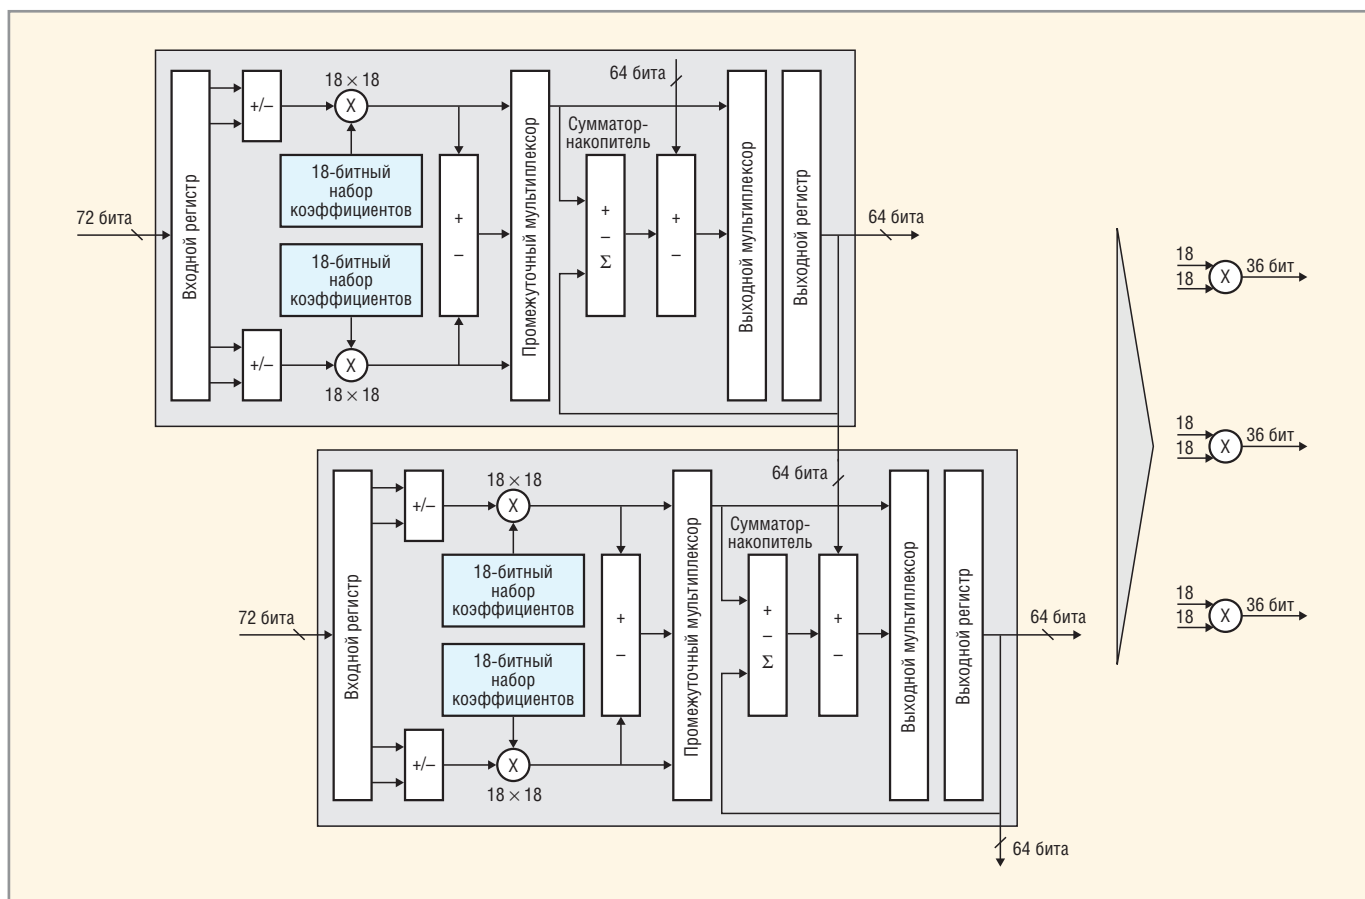 18 × 18
64 бита
+/–
X
Сумматор-
накопитель
18-битный
набор
коэффициентов
72 бита
Входной регистр
+
–
Промежуточный мультиплексор
+
–
Σ
+
–
Выходной мультиплексор
Выходной регистр
64 бита
18-битный
набор
коэффициентов
+/–
X
18 × 18
18
18
X
36 бит
18
18
X
36 бит
18
18
X
36 бит
18 × 18
64 бита
+/–
X
Сумматор-
накопитель
18-битный
набор
коэффициентов
72 бита
Входной регистр
+
–
Промежуточный мультиплексор
+
–
Σ
+
–
Выходной мультиплексор
Выходной регистр
64 бита
18-битный
набор
коэффициентов
+/–
X
18 × 18
64 бита